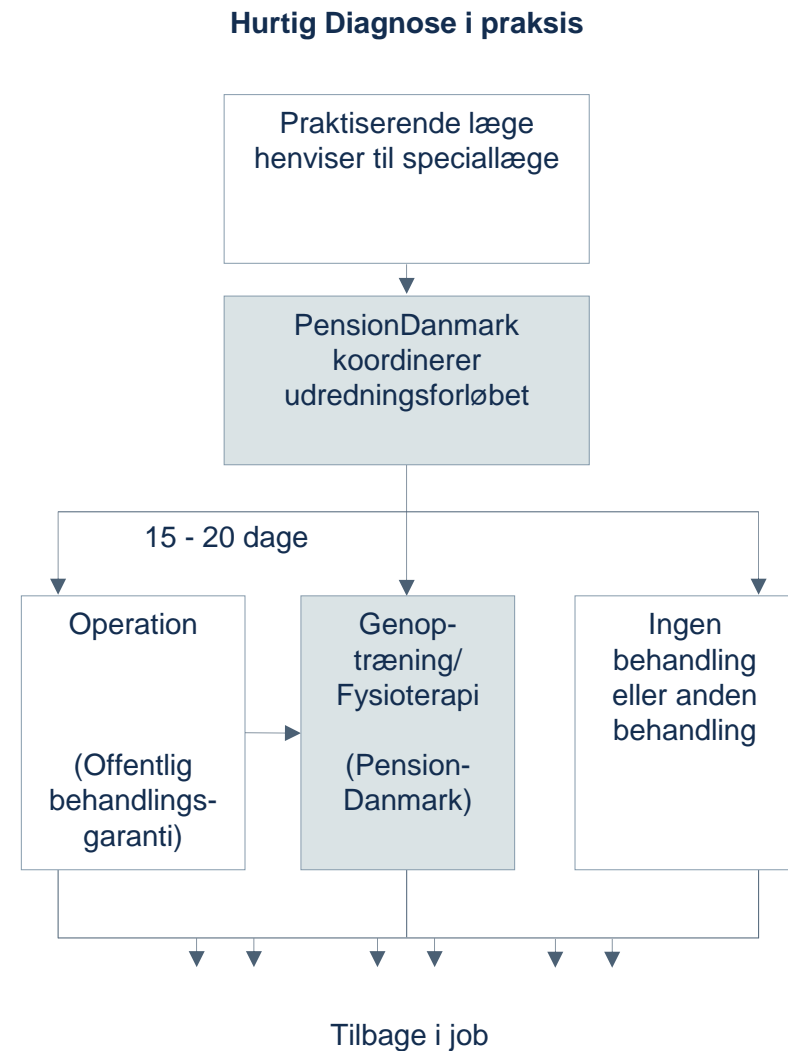 Hurtig Diagnose i praksis
Praktiserende læge
henviser til speciallæge
PensionDanmark
koordinerer
udredningsforløbet
15 - 20 dage
Operation
(Offentlig
behandlings-
garanti)
Genop-
træning/
Fysioterapi
(Pension-
Danmark)
Ingen
behandling
eller anden
behandling
Tilbage i job